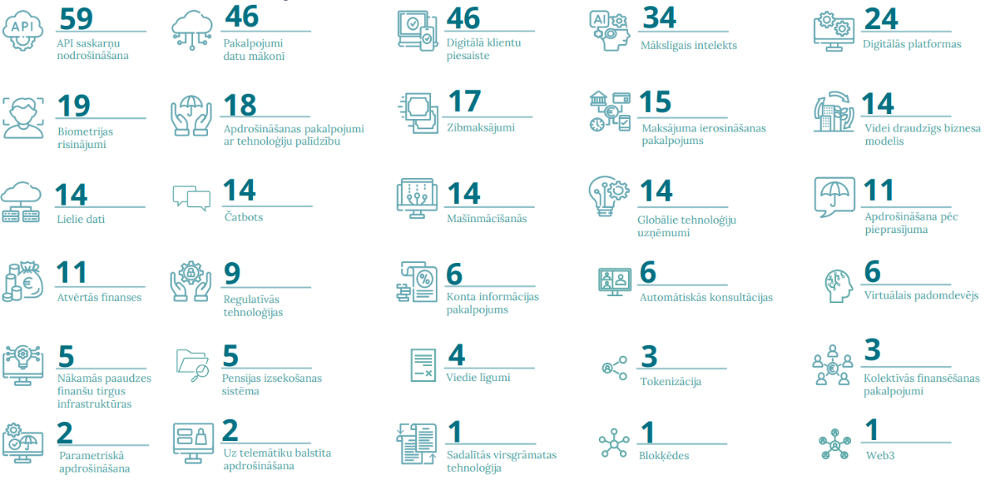 API
59
API saskarņu
nodrošināšana
46
Pakalpojumi
datu mākonī
46
Digitālā klientu
piesaiste
AI
34
Mākslīgais intelekts
24
Digitālās platformas
19
Biometrijas
risinājumi
18
Apdrošināšanas pakalpojumi
ar tehnoloģiju palīdzību
17
Zibmaksājumi
15
Maksājuma ierosināšanas
pakalpojums
14
Videi draudzīgs biznesa
modelis
14
Lielie dati
14
Čatbots
14
Mašīnmācīšanās
14
Globālie tehnoloģiju
uzņēmumi
11
Apdrošināšana pēc
pieprasījuma
11
Atvērtās finanses
9
Regulatīvās
tehnoloģijas
6
Konta informācijas
pakalpojums
6
Automātiskās konsultācijas
6
Virtuālais padomdevējs
5
Nākamās paaudzes
finanšu tirgus
infrastruktūras
5
Pensijas izsekošanas
sistēma
4
Viedie līgumi
3
Tokenizācija
3
Kolektīvās finansēšanas
pakalpojumi
2
Parametriskā
apdrošināšana
2
Uz telemātiku balstīta
apdrošināšana
1
Sadalītās virsgrāmatas
tehnoloģija
1
Blokķēdes
1
Web3